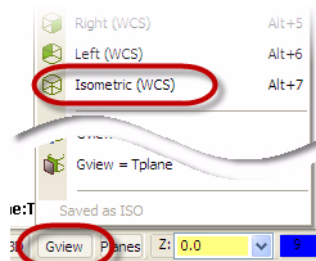 Right (WCS) Alt+5
Left (WCS) Alt+6
Isometric (WCS) Alt+7
Gview = Tplane
Saved as ISO
Gview Planes Z: 0.0 9